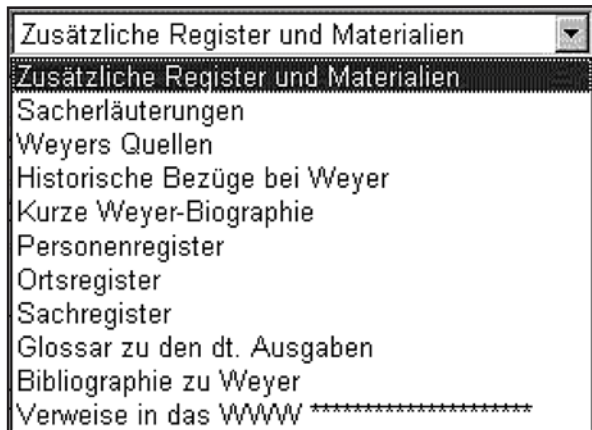 Zusätzliche Register und Materialien
Zusätzliche Register und Materialien
Sacherläuterungen
Weyers Quellen
Historische Bezüge bei Weyer
Kurze Weyer-Biographie
Personenregister
Ortsregister
Sachregister
Glossar zu den dt. Ausgaben
Bibliographie zu Weyer
Verweise in das WWW *********************